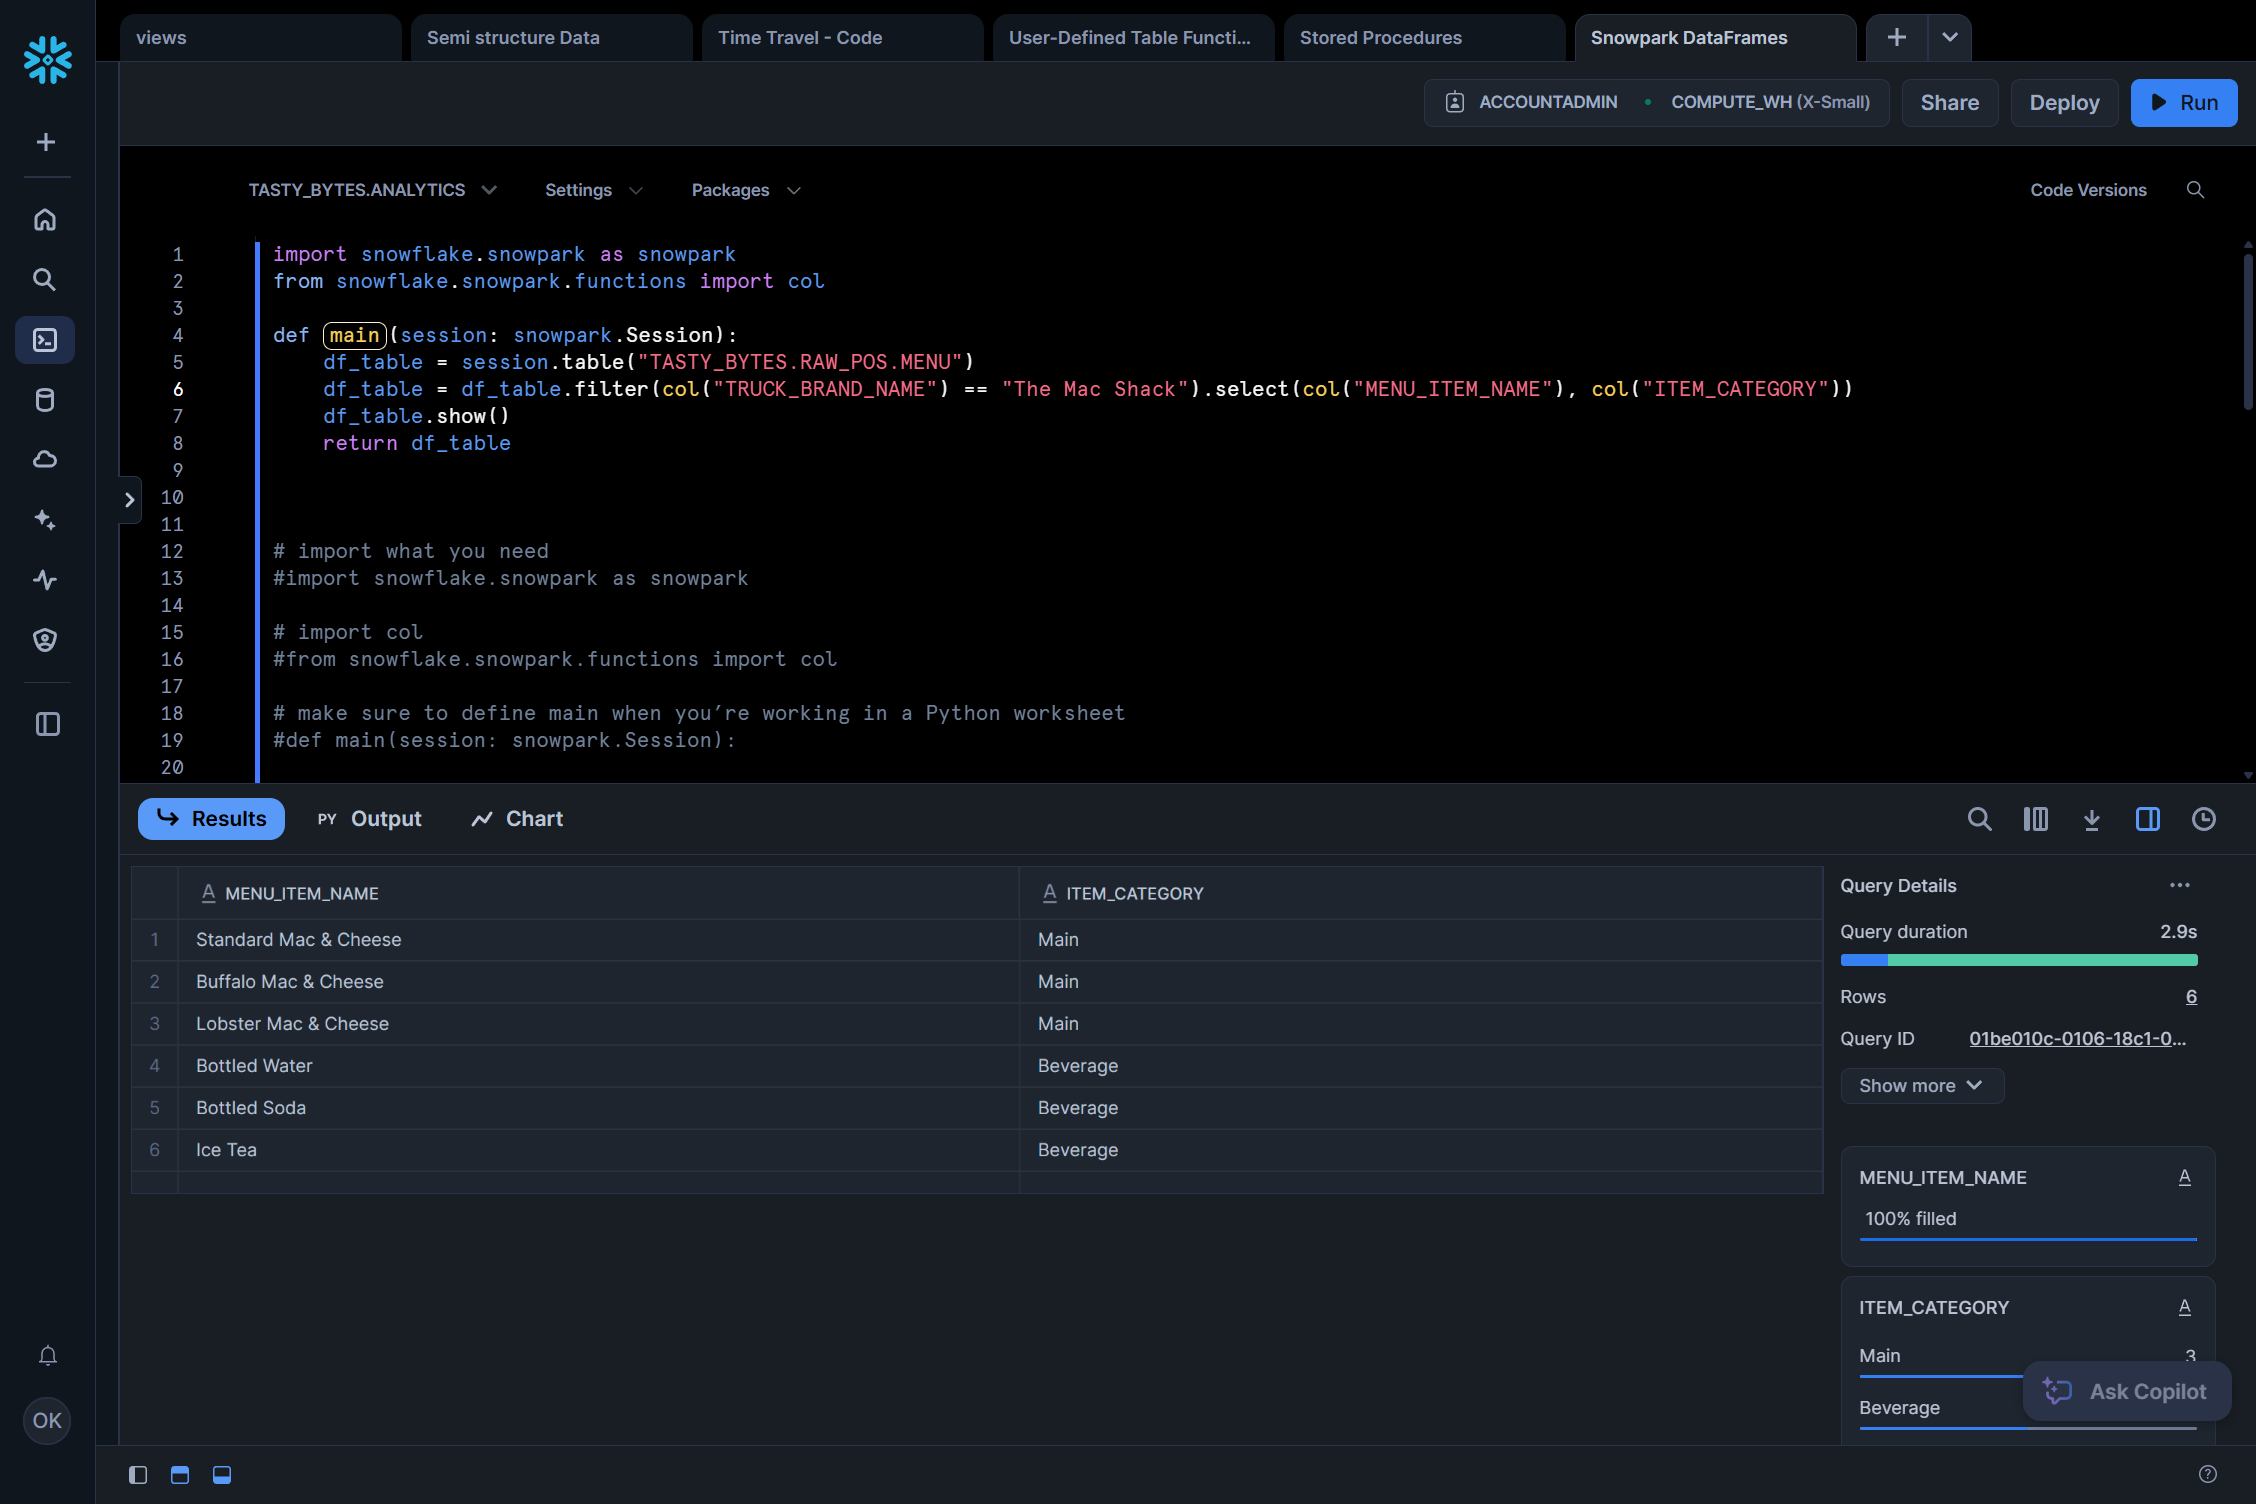 views
Semi structure Data
Time Travel - Code
User-Defined Table Functi...
Stored Procedures
Snowpark DataFrames
ACCOUNTADMIN
COMPUTE_WH (X-Small)
Share
Deploy
Run
TASTY_BYTES.ANALYTICS
Settings
Packages
Code Versions
1 import snowflake.snowpark as snowpark
2 from snowflake.snowpark.functions import col
3
4 def main(session: snowpark.Session):
5     df_table = session.table("TASTY_BYTES.RAW_POS.MENU")
6     df_table = df_table.filter(col("TRUCK_BRAND_NAME") == "The Mac Shack").select(col("MENU_ITEM_NAME"), col("ITEM_CATEGORY"))
7     df_table.show()
8     return df_table
9
10
11
12 # import what you need
13 #import snowflake.snowpark as snowpark
14
15 # import col
16 #from snowflake.snowpark.functions import col
17
18 # make sure to define main when you're working in a Python worksheet
19 #def main(session: snowpark.Session):
20
Results
PY Output
Chart
A MENU_ITEM_NAME A ITEM_CATEGORY
1 Standard Mac & Cheese Main
2 Buffalo Mac & Cheese Main
3 Lobster Mac & Cheese Main
4 Bottled Water Beverage
5 Bottled Soda Beverage
6 Ice Tea Beverage
Query Details
Query duration 2.9s
Rows 6
Query ID 01be010c-0106-18c1-0...
Show more
MENU_ITEM_NAME A
100% filled
ITEM_CATEGORY A
Main 3
Beverage
Ask Copilot
OK